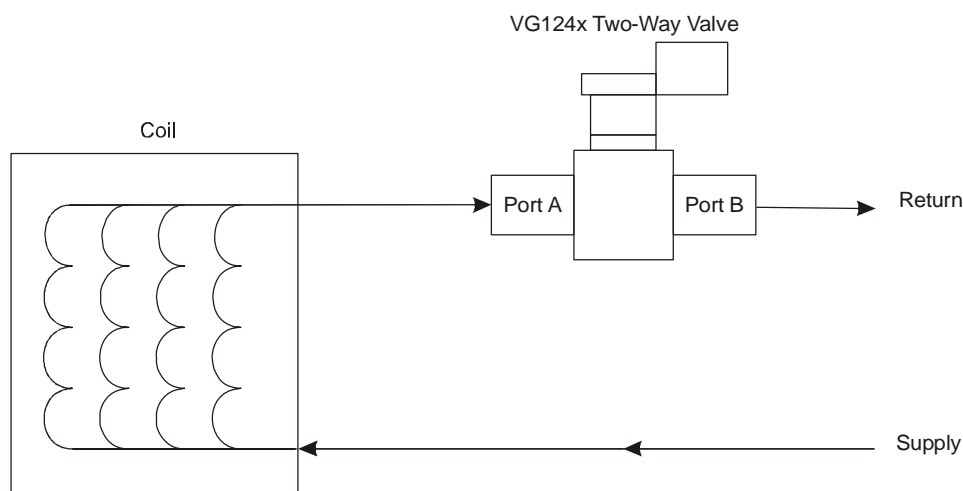 VG124x Two-Way Valve
Coil
Port A
Port B
Return
Supply